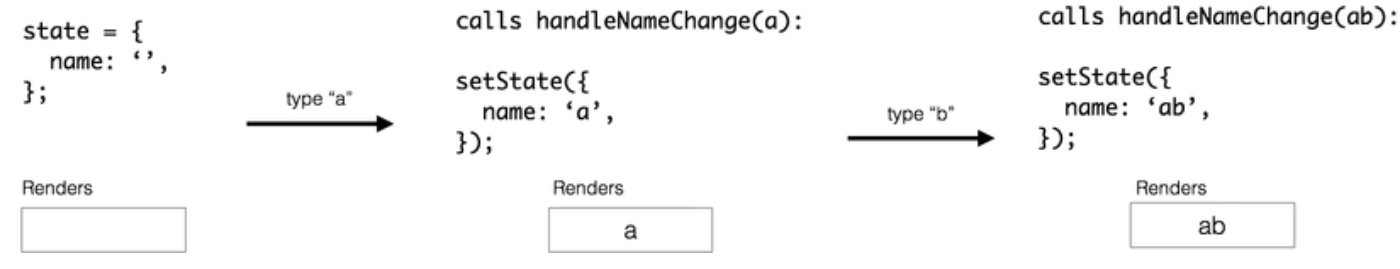 state = {
name: ‘’,
};
Renders
type “a”
calls handleNameChange(a):
setState({
name: ‘a’,
});
Renders
a
type “b”
calls handleNameChange(ab):
setState({
name: ‘ab’,
});
Renders
ab